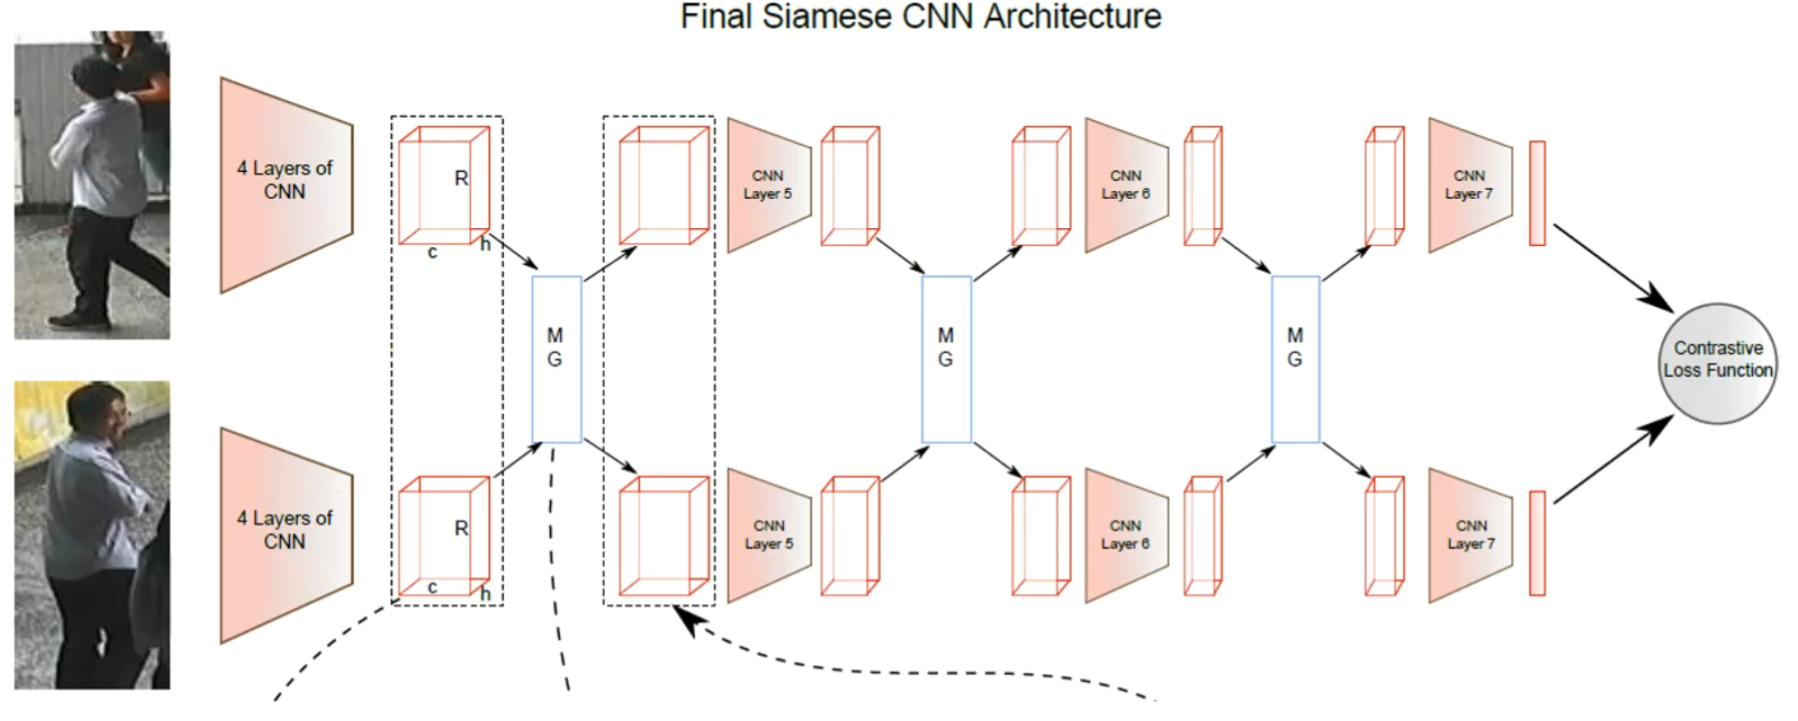 Final Siamese CNN Architecture
4 Layers of
CNN
R
c
h
M
G
CNN
Layer 5
M
G
CNN
Layer 6
M
G
CNN
Layer 7
Contrastive
Loss Function
4 Layers of
CNN
R
c
h
CNN
Layer 5
CNN
Layer 6
CNN
Layer 7